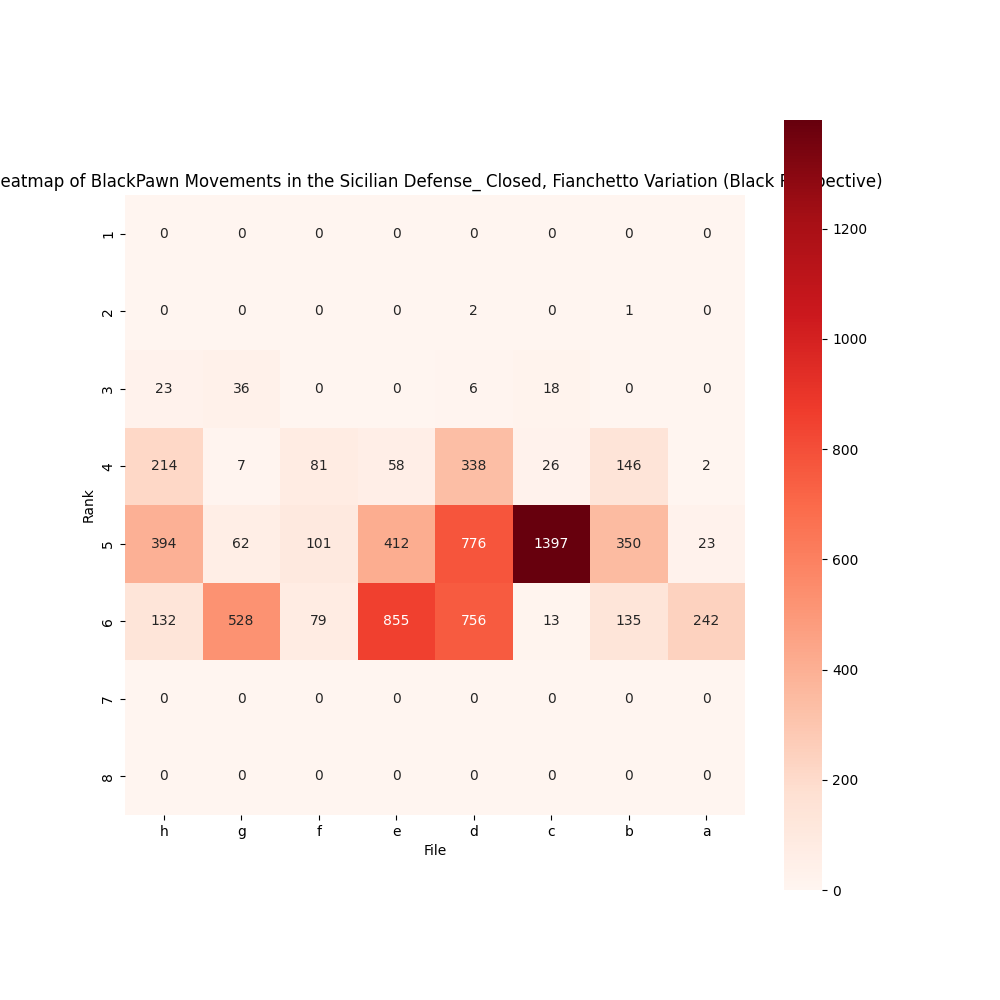 eatmap of BlackPawn Movements in the Sicilian Defense_ Closed, Fianchetto Variation (Black pective)
1 0 0 0 0 0 0 0 0
2 0 0 0 0 2 0 1 0
3 23 36 0 0 6 18 0 0
4 214 7 81 58 338 26 146 2
5 394 62 101 412 776 1397 350 23
6 132 528 79 855 756 13 135 242
7 0 0 0 0 0 0 0 0
8 0 0 0 0 0 0 0 0
h g f e d c b a
File
Rank
1200
1000
800
600
400
200
0